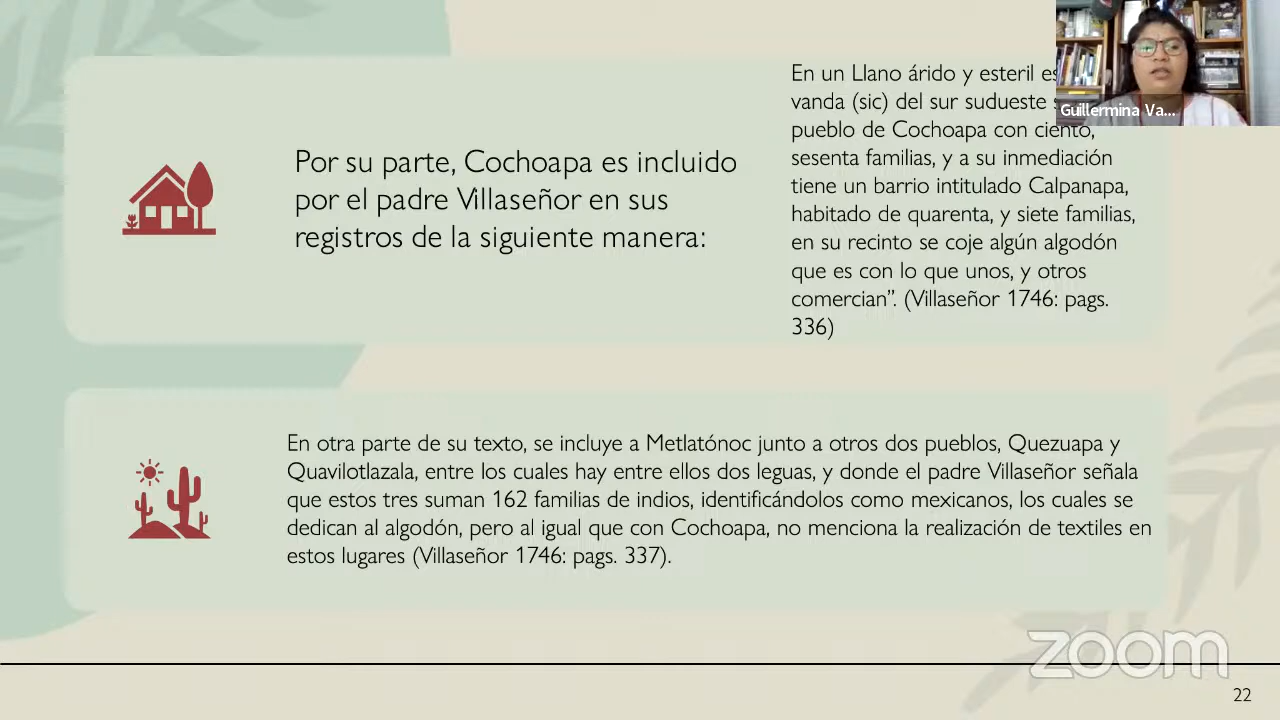 Por su parte, Cochoapa es incluido
por el padre Villaseñor en sus
registros de la siguiente manera:
En un Llano árido y esteril
vanda (sic) del sur sudueste
pueblo de Cochoapa con ciento,
sesenta familias, y a su inmediación
tiene un barrio intitulado Calpanapa,
habitado de quarenta, y siete familias,
en su recinto se coje algún algodón
que es con lo que unos, y otros
comercian”. (Villaseñor 1746: pags.
336)
Guillermina Va...
En otra parte de su texto, se incluye a Metlatónoc junto a otros dos pueblos, Quezuapa y
Quavilotlazala, entre los cuales hay entre ellos dos leguas, y donde el padre Villaseñor señala
que estos tres suman 162 familias de indios, identificándolos como mexicanos, los cuales se
dedican al algodón, pero al igual que con Cochoapa, no menciona la realización de textiles en
estos lugares (Villaseñor 1746: pags. 337).
zoom
22